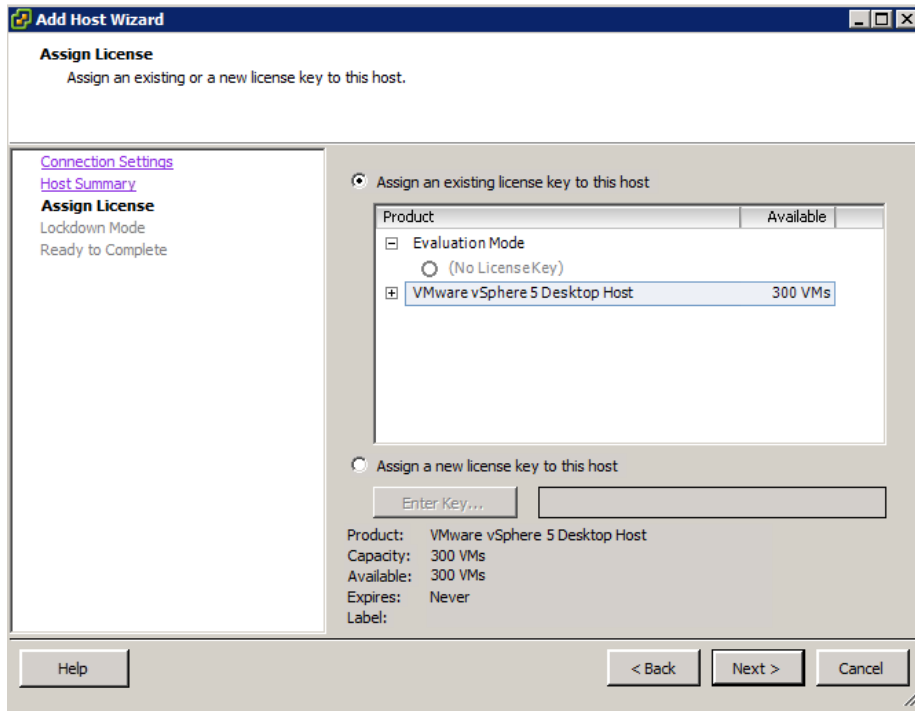 Add Host Wizard
Assign License
Assign an existing or a new license key to this host.
Connection Settings
Host Summary
Assign License
Lockdown Mode
Ready to Complete
Assign an existing license key to this host
Product Available
Evaluation Mode
(No License Key)
VMware vSphere 5 Desktop Host 300 VMs
Assign a new license key to this host
Enter Key...
Product: VMware vSphere 5 Desktop Host
Capacity: 300 VMs
Available: 300 VMs
Expires: Never
Label:
Help < Back Next > Cancel